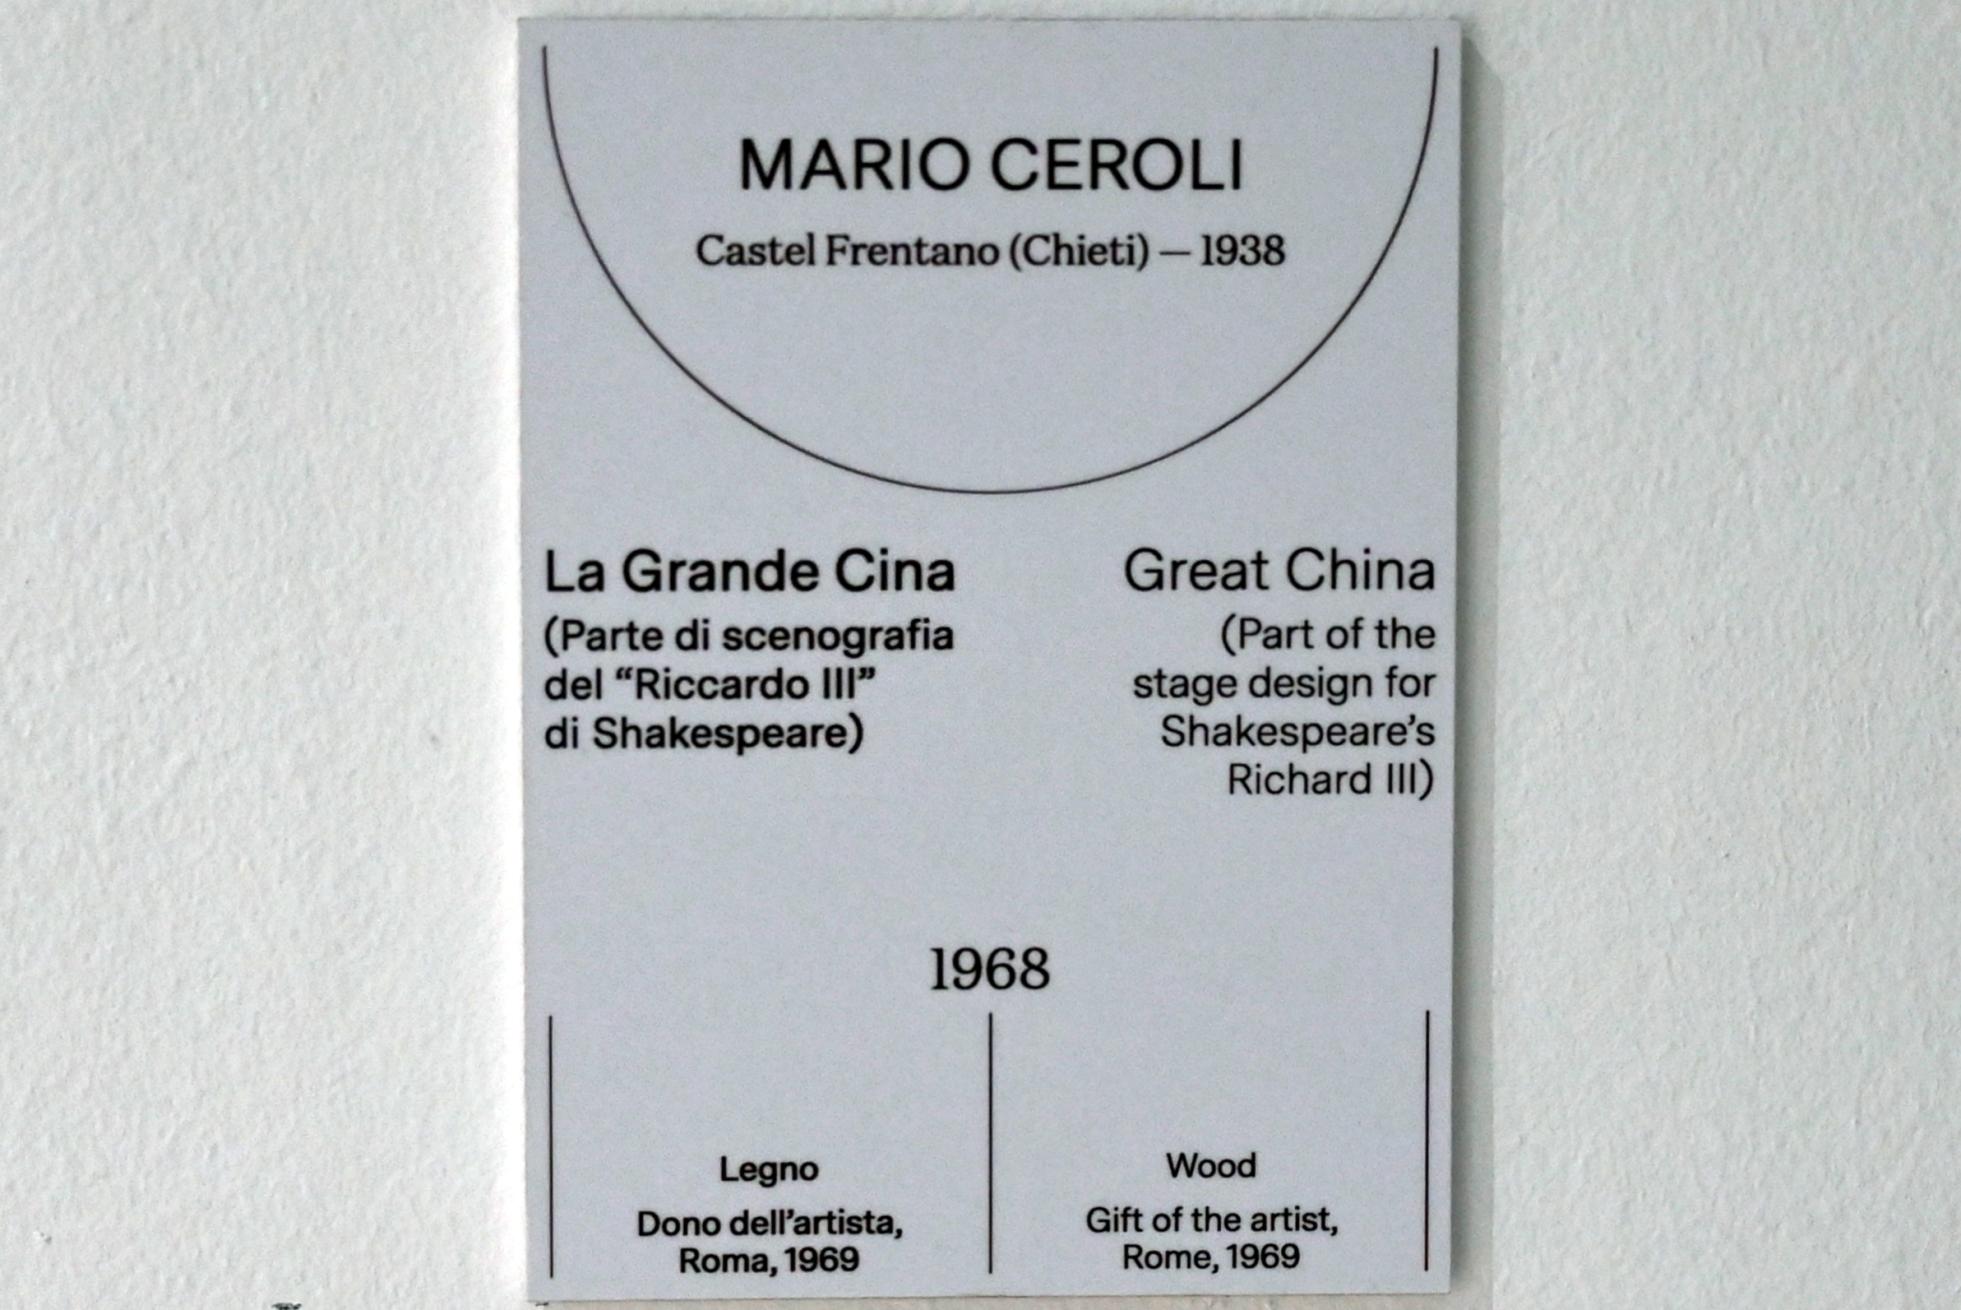 MARIO CEROLI
Castel Frentano (Chieti) — 1938
La Grande Cina
(Parte di scenografia
del “Riccardo III”
di Shakespeare)
Great China
(Part of the
stage design for
Shakespeare’s
Richard III)
1968
Legno
Dono dell’artista,
Roma, 1969
Wood
Gift of the artist,
Rome, 1969